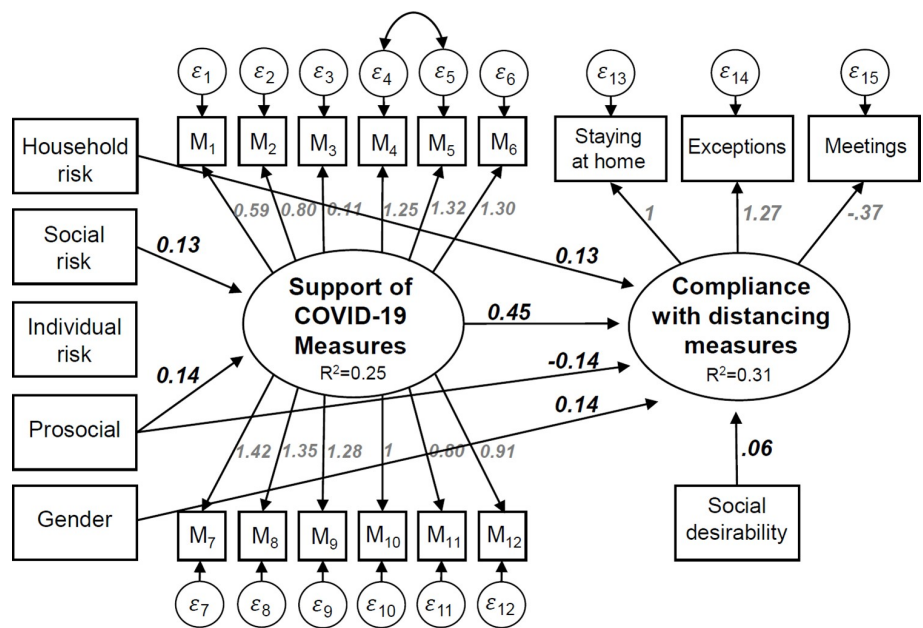 ε1 ε2 ε3 ε4 ε5 ε6 ε13 ε14 ε15
M1 M2 M3 M4 M5 M6
Staying
at home
Exceptions
Meetings
Household
risk
0.59 0.80 0.11 1.25 1.32 1.30
1 1.27 -.37
Social
risk
0.13
0.13
Support of
COVID-19
Measures
R²=0.25
0.45
Compliance
with distancing
measures
R²=0.31
Individual
risk
0.14
-0.14
0.14
Prosocial
1.42 1.35 1.28 1 0.80 0.91
.06
Gender
Social
desirability
M7 M8 M9 M10 M11 M12
ε7 ε8 ε9 ε10 ε11 ε12